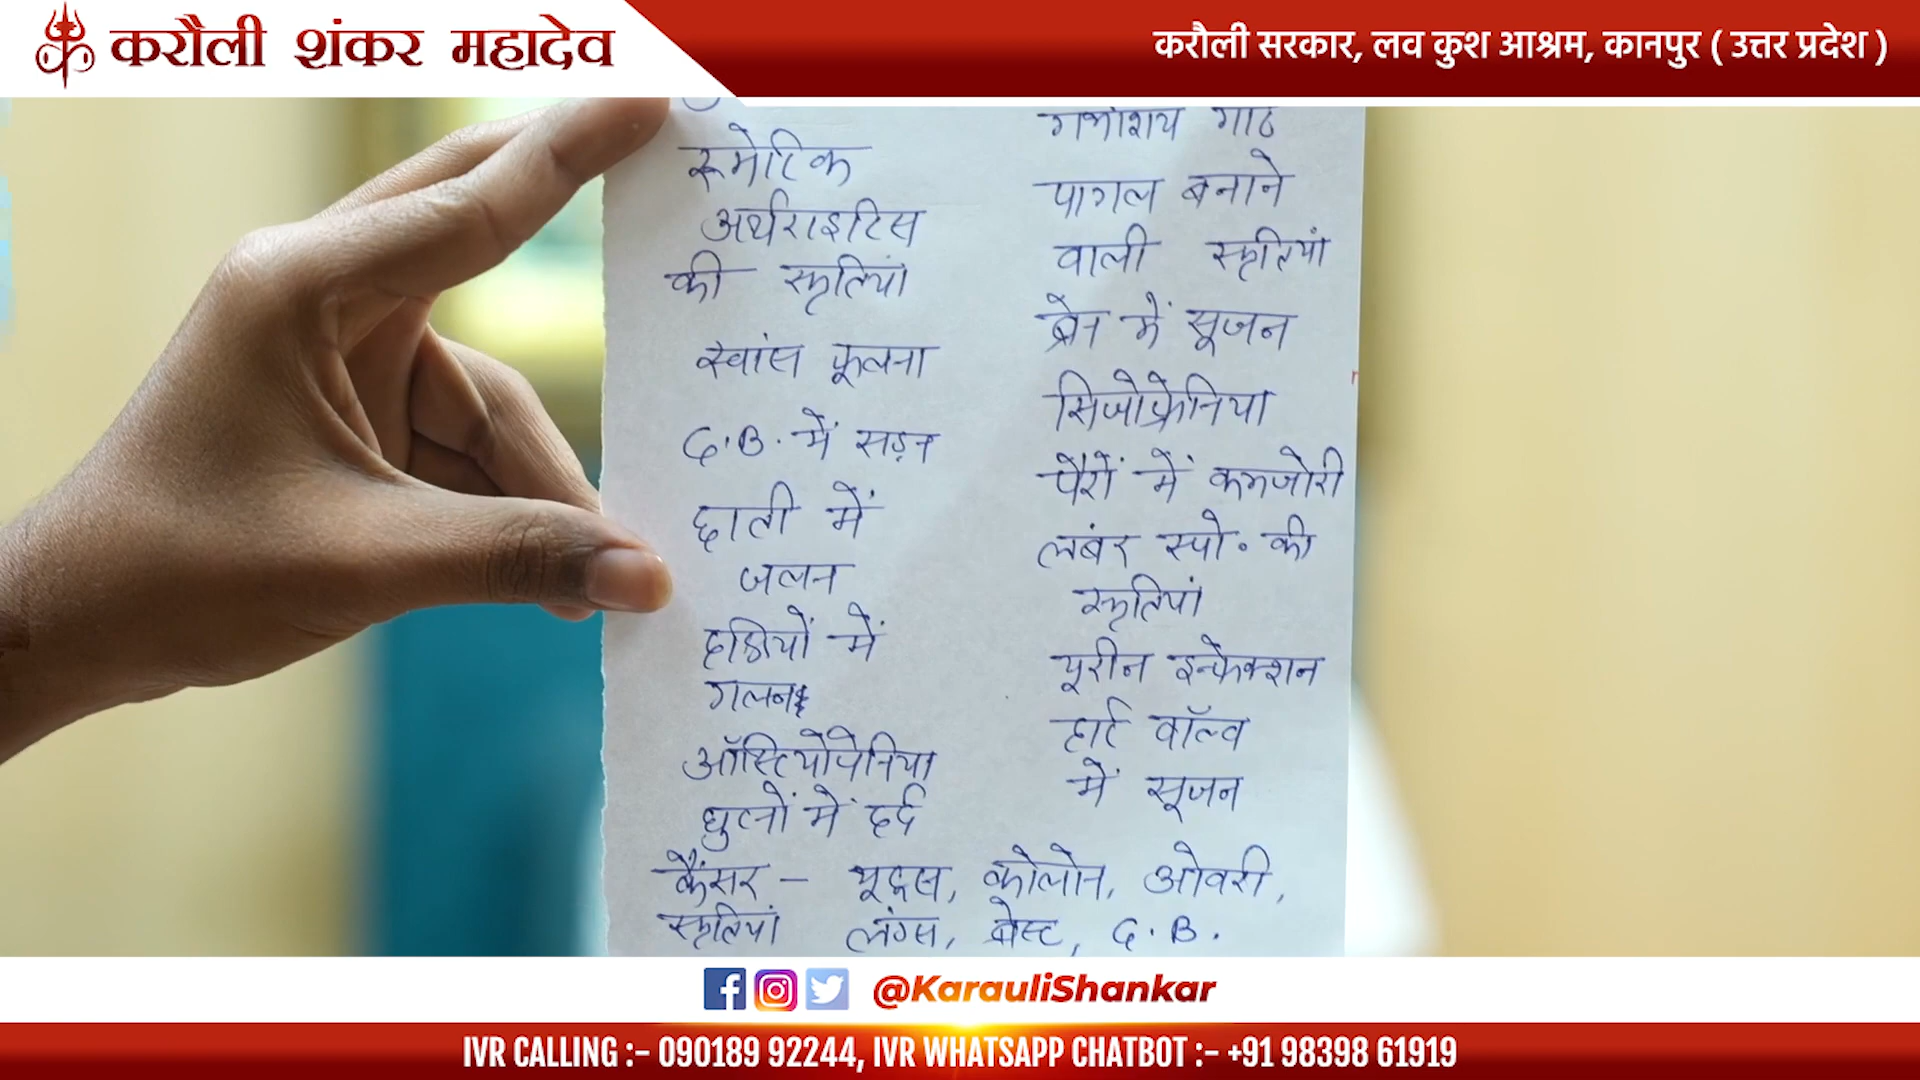 करौली शंकर महादेव
करौली सरकार, लव कुश आश्रम, कानपुर ( उत्तर प्रदेश )
रूमेटिक
अर्थराइटिस
की स्मृतियां
स्वांस फूलना
G.B. में सड़न
छाती में
जलन
हड्डियों में
गलन
ऑस्टियोपेनिया
घुटनों में दर्द
गर्भाशय गांठ
पागल बनाने
वाली स्मृतियां
ब्रेन में सूजन
सिजोफ्रेनिया
पैरों में कमजोरी
लंबर स्पो॰ की
स्मृतियां
यूरीन इन्फेक्शन
हार्ट वॉल्व
में सूजन
कैंसर – यूट्रस, कोलोन, ओवरी,
स्मृतियां लंग्स, ब्रेस्ट, G.B.
@KarauliShankar
IVR CALLING :- 090189 92244, IVR WHATSAPP CHATBOT :- +91 98398 61919